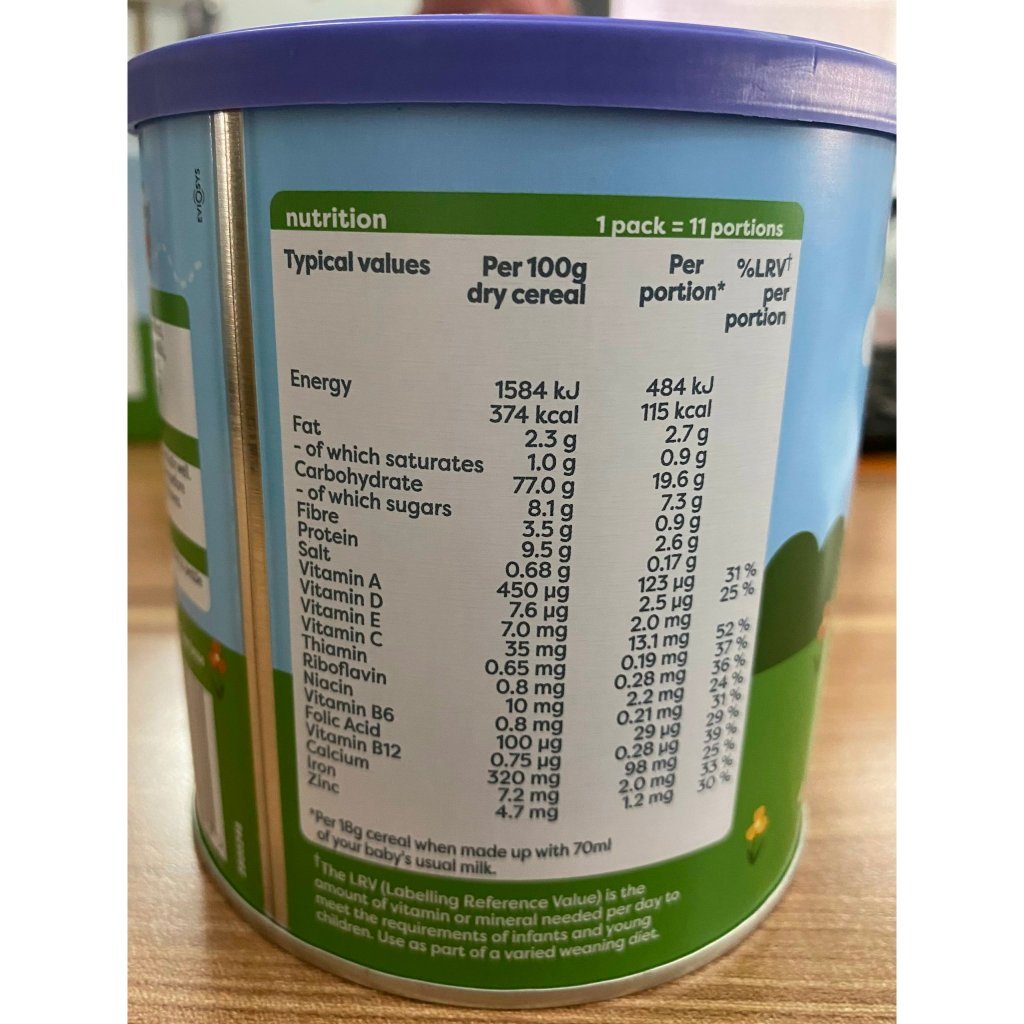 EVIOSYS
nutrition 1 pack = 11 portions
Typical values Per 100g dry cereal Per portion* %LRV† per portion
Energy 1584 kJ 484 kJ
374 kcal 115 kcal
Fat 2.3 g 2.7 g
- of which saturates 1.0 g 0.9 g
Carbohydrate 77.0 g 19.6 g
- of which sugars 8.1 g 7.3 g
Fibre 3.5 g 0.9 g
Protein 9.5 g 2.6 g
Salt 0.68 g 0.17 g
Vitamin A 450 µg 123 µg 31 %
Vitamin D 7.6 µg 2.5 µg 25 %
Vitamin E 7.0 mg 2.0 mg
Vitamin C 35 mg 13.1 mg 52 %
Thiamin 0.65 mg 0.19 mg 37 %
Riboflavin 0.8 mg 0.28 mg 36 %
Niacin 10 mg 2.2 mg 24 %
Vitamin B6 0.8 mg 0.21 mg 31 %
Folic Acid 100 µg 29 µg 29 %
Vitamin B12 0.75 µg 0.28 µg 39 %
Calcium 320 mg 98 mg 25 %
Iron 7.2 mg 2.0 mg 33 %
Zinc 4.7 mg 1.2 mg 30 %
*Per 18g cereal when made up with 70ml
of your baby's usual milk.
†The LRV (Labelling Reference Value) is the
amount of vitamin or mineral needed per day to
meet the requirements of infants and young
children. Use as part of a varied weaning diet.